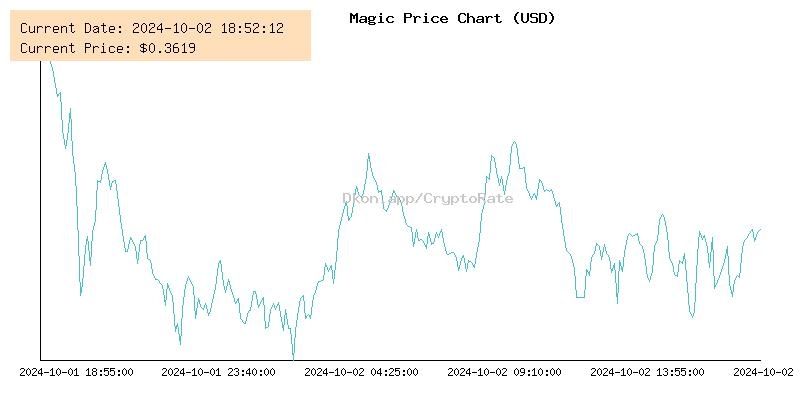 Magic Price Chart (USD)
Current Date: 2024-10-02 18:52:12
Current Price: $0.3619
Dkon.app/CryptoRate
2024-10-01 18:55:00 2024-10-01 23:40:00 2024-10-02 04:25:00 2024-10-02 09:10:00 2024-10-02 13:55:00 2024-10-02